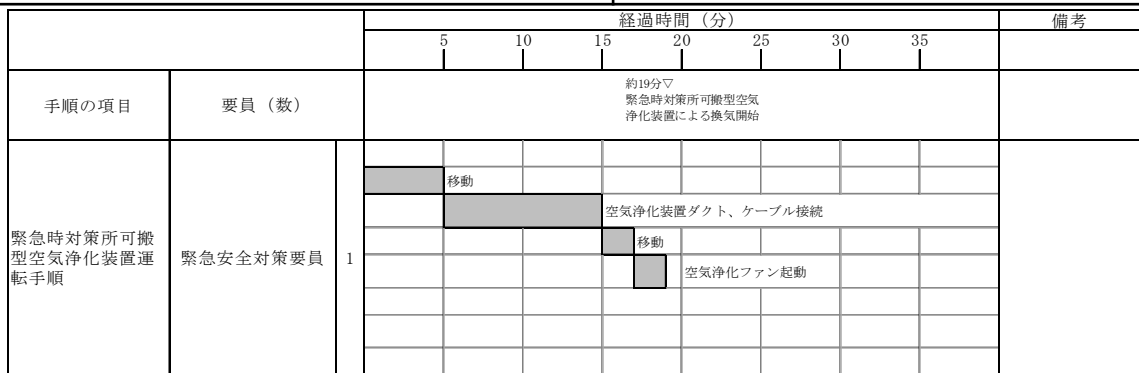 経過時間（分）
備考
5 10 15 20 25 30 35
手順の項目
要員（数）
約19分▽
緊急時対策所可搬型空気
浄化装置による換気開始
移動
空気浄化装置ダクト、ケーブル接続
緊急時対策所可搬
型空気浄化装置運
転手順
緊急安全対策要員
1
移動
空気浄化ファン起動